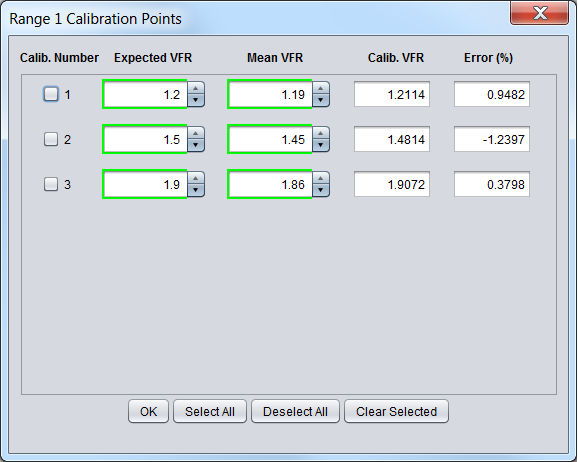 Range 1 Calibration Points
Calib. Number Expected VFR Mean VFR Calib. VFR Error (%)
1 1.2 1.19 1.2114 0.9482
2 1.5 1.45 1.4814 -1.2397
3 1.9 1.86 1.9072 0.3798
OK Select All Deselect All Clear Selected